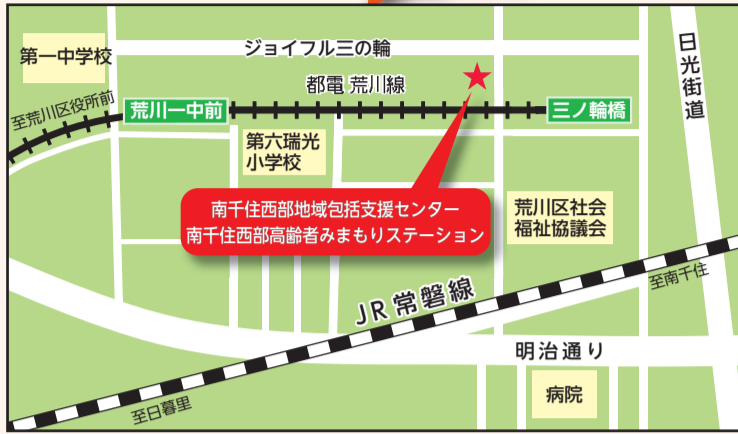 第一中学校
ジョイフル三の輪
日光街道
都電 荒川線
至荒川区役所前
荒川一中前
三ノ輪橋
第六瑞光
小学校
南千住西部地域包括支援センター
南千住西部高齢者みまもりステーション
荒川区社会
福祉協議会
至南千住
JR常磐線
明治通り
病院
至日暮里